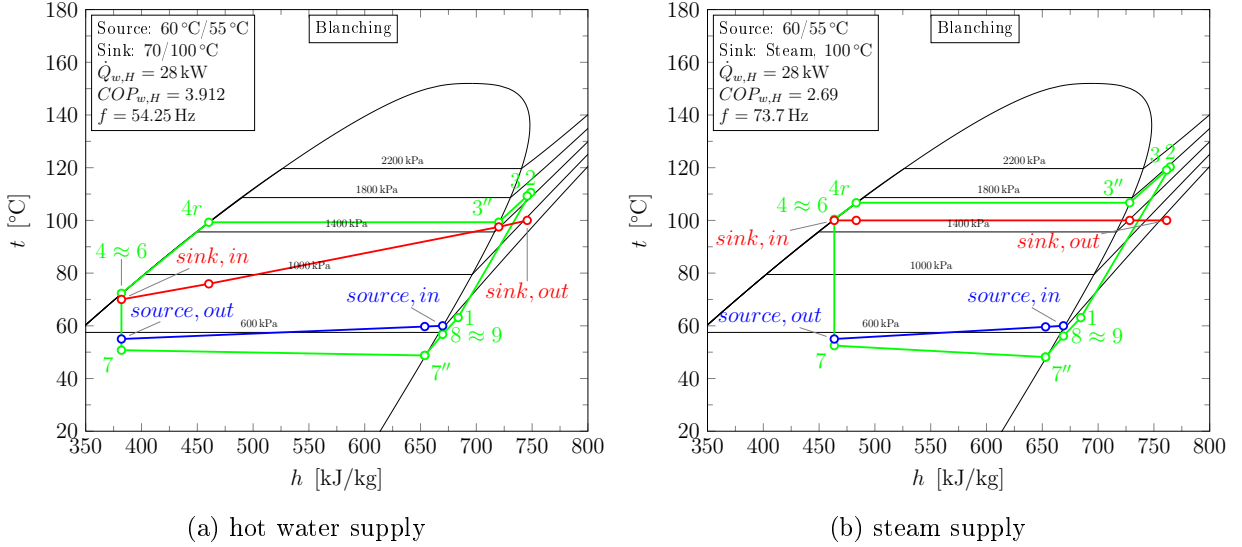 180
160
140
120
100
80
60
40
20
t [°C]
350
400
450
500
550
600
650
700
750
800
h [kJ/kg]
Source: 60 °C/55 °C
Sink: 70/100 °C
Q̇w,H = 28 kW
COPw,H = 3.912
f = 54.25 Hz
Blanching
2200 kPa
1800 kPa
1400 kPa
1000 kPa
600 kPa
4r
3″
3
2
4 ≈ 6
sink, in
sink, out
source, out
source, in
1
8 ≈ 9
7
7″
(a) hot water supply
180
160
140
120
100
80
60
40
20
t [°C]
350
400
450
500
550
600
650
700
750
800
h [kJ/kg]
Source: 60/55 °C
Sink: Steam, 100 °C
Q̇w,H = 28 kW
COPw,H = 2.69
f = 73.7 Hz
Blanching
2200 kPa
1800 kPa
1400 kPa
1000 kPa
600 kPa
4r
3″
3
2
4 ≈ 6
sink, in
sink, out
source, out
source, in
1
8 ≈ 9
7
7″
(b) steam supply